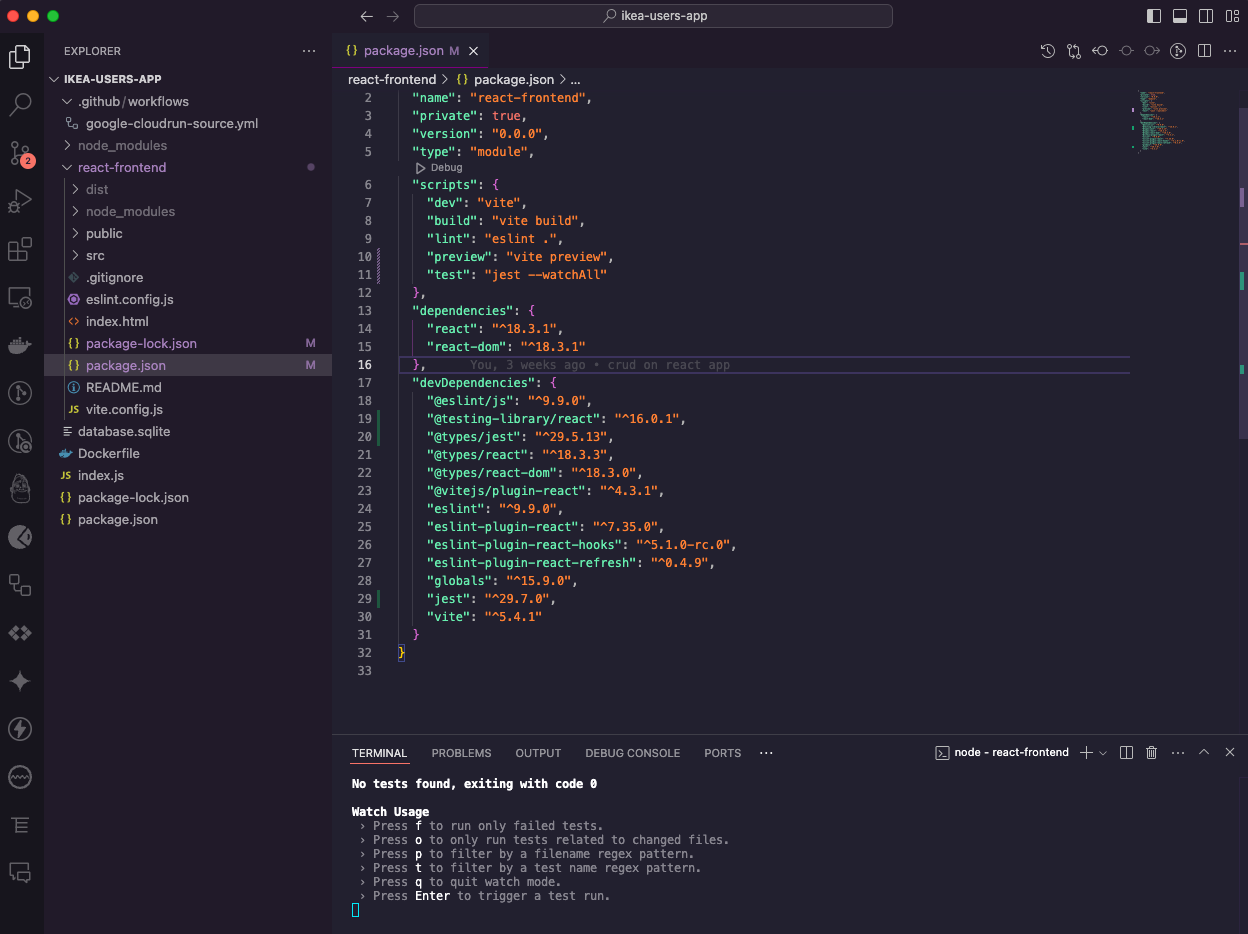 ikea-users-app
EXPLORER
IKEA-USERS-APP
.github/workflows
google-cloudrun-source.yml
node_modules
react-frontend
dist
node_modules
public
src
.gitignore
eslint.config.js
index.html
package-lock.json M
package.json M
README.md
JS vite.config.js
database.sqlite
Dockerfile
JS index.js
{} package-lock.json
{} package.json
2
{} package.json M
react-frontend > {} package.json > ...
2 "name": "react-frontend",
3 "private": true,
4 "version": "0.0.0",
5 "type": "module",
Debug
6 "scripts": {
7 "dev": "vite",
8 "build": "vite build",
9 "lint": "eslint .",
10 "preview": "vite preview",
11 "test": "jest --watchAll"
12 },
13 "dependencies": {
14 "react": "^18.3.1",
15 "react-dom": "^18.3.1"
16 }, You, 3 weeks ago • crud on react app
17 "devDependencies": {
18 "@eslint/js": "^9.9.0",
19 "@testing-library/react": "^16.0.1",
20 "@types/jest": "^29.5.13",
21 "@types/react": "^18.3.3",
22 "@types/react-dom": "^18.3.0",
23 "@vitejs/plugin-react": "^4.3.1",
24 "eslint": "^9.9.0",
25 "eslint-plugin-react": "^7.35.0",
26 "eslint-plugin-react-hooks": "^5.1.0-rc.0",
27 "eslint-plugin-react-refresh": "^0.4.9",
28 "globals": "^15.9.0",
29 "jest": "^29.7.0",
30 "vite": "^5.4.1"
31 }
32 }
33
TERMINAL PROBLEMS OUTPUT DEBUG CONSOLE PORTS ... node - react-frontend
No tests found, exiting with code 0
Watch Usage
› Press f to run only failed tests.
› Press o to only run tests related to changed files.
› Press p to filter by a filename regex pattern.
› Press t to filter by a test name regex pattern.
› Press q to quit watch mode.
› Press Enter to trigger a test run.